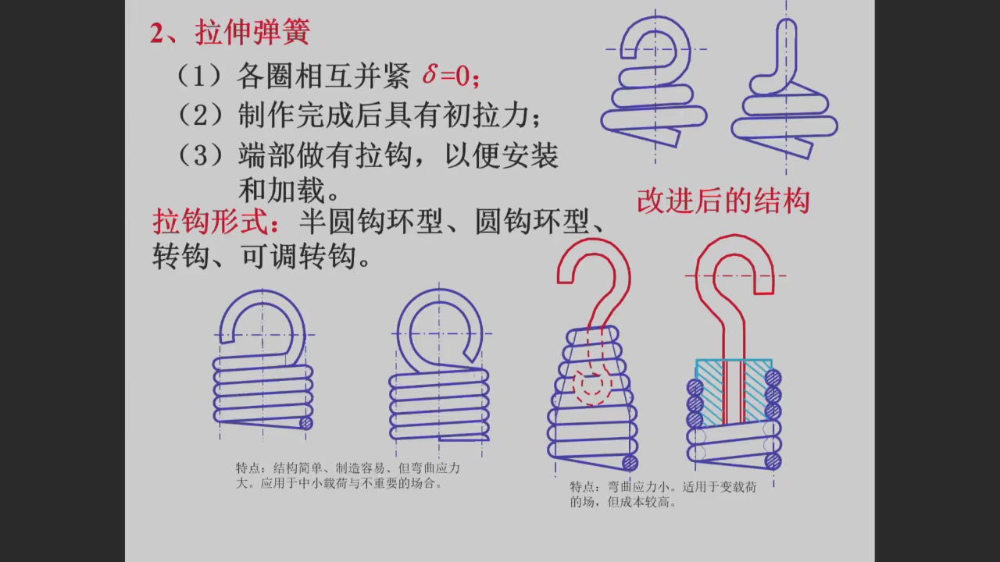 2、拉伸弹簧
（1）各圈相互并紧 δ=0；
（2）制作完成后具有初拉力；
（3）端部做有拉钩，以便安装
和加载。
改进后的结构
拉钩形式：半圆钩环型、圆钩环型、
转钩、可调转钩。
特点：结构简单、制造容易、但弯曲应力
大。应用于中小载荷与不重要的场合。
特点：弯曲应力小。适用于变载荷
的场，但成本较高。